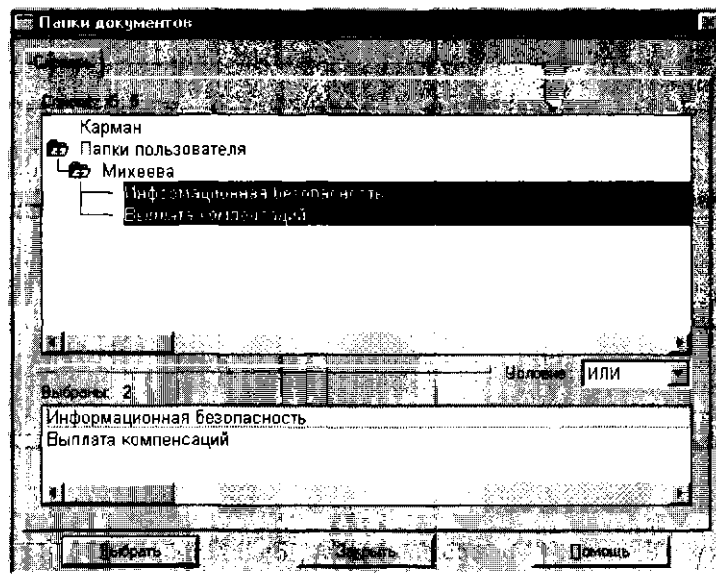 Папки документов
Карман
Папки пользователя
Михеева
Информационная безопасность
Выплата компенсаций
Условие: ИЛИ
Выбраны: 2
Информационная безопасность
Выплата компенсаций
Выбрать
Закрыть
Помощь